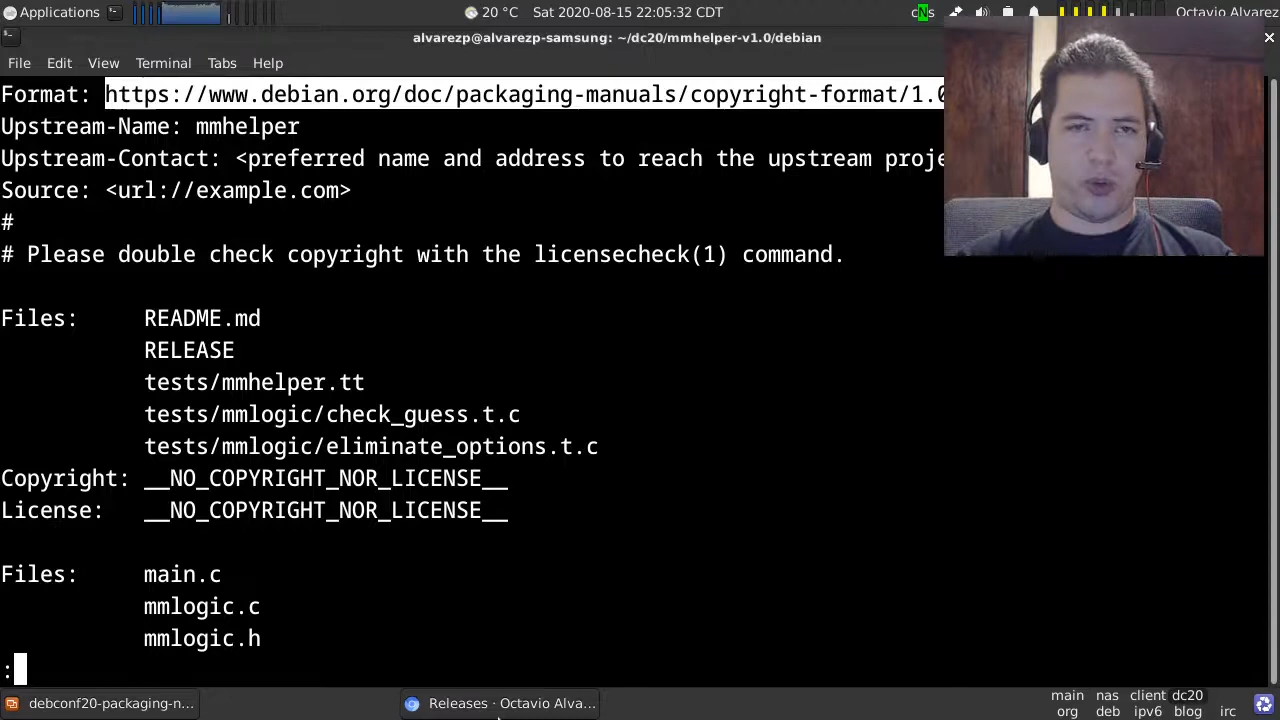 Applications
20 °C Sat 2020-08-15 22:05:32 CDT
Octavio Alvarez
alvarezp@alvarezp-samsung: ~/dc20/mmhelper-v1.0/debian
File Edit View Terminal Tabs Help
Format: https://www.debian.org/doc/packaging-manuals/copyright-format/1.0
Upstream-Name: mmhelper
Upstream-Contact: <preferred name and address to reach the upstream proje
Source: <url://example.com>
#
# Please double check copyright with the licensecheck(1) command.
Files: README.md
RELEASE
tests/mmhelper.tt
tests/mmlogic/check_guess.t.c
tests/mmlogic/eliminate_options.t.c
Copyright: __NO_COPYRIGHT_NOR_LICENSE__
License: __NO_COPYRIGHT_NOR_LICENSE__
Files: main.c
mmlogic.c
mmlogic.h
:
debconf20-packaging-n...
Releases · Octavio Alva...
main nas client dc20
org deb ipv6 blog irc